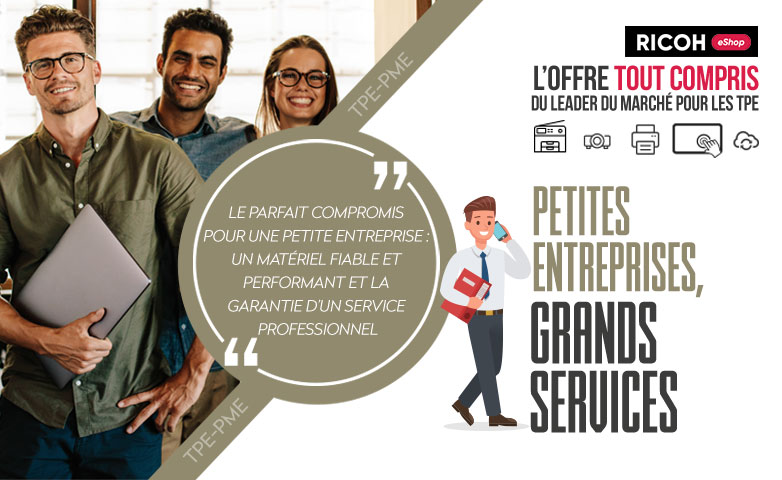 RICOH eShop
L'OFFRE TOUT COMPRIS
DU LEADER DU MARCHÉ POUR LES TPE
TPE-PME
”
LE PARFAIT COMPROMIS
POUR UNE PETITE ENTREPRISE :
UN MATÉRIEL FIABLE ET
PERFORMANT ET LA
GARANTIE D'UN SERVICE
PROFESSIONNEL
“
TPE-PME
PETITES
ENTREPRISES,
GRANDS
SERVICES